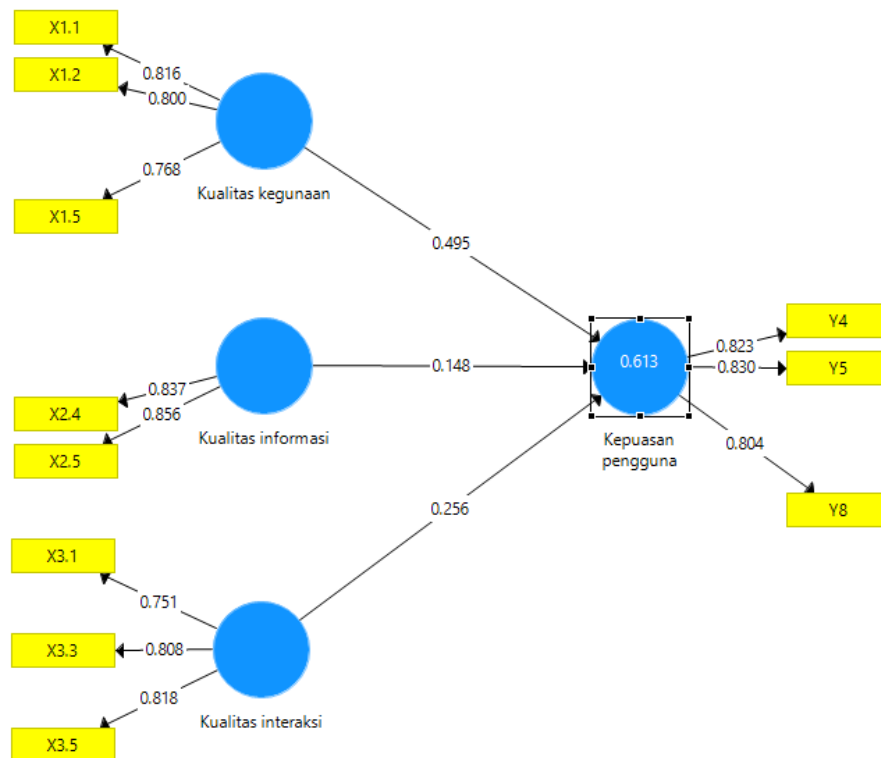 X1.1
0.816
X1.2
0.800
0.768
X1.5
Kualitas kegunaan
0.495
0.837
X2.4
0.856
X2.5
Kualitas informasi
0.148
0.613
Kepuasan
pengguna
0.823
Y4
0.830
Y5
0.804
Y8
0.256
X3.1
0.751
X3.3
0.808
0.818
X3.5
Kualitas interaksi